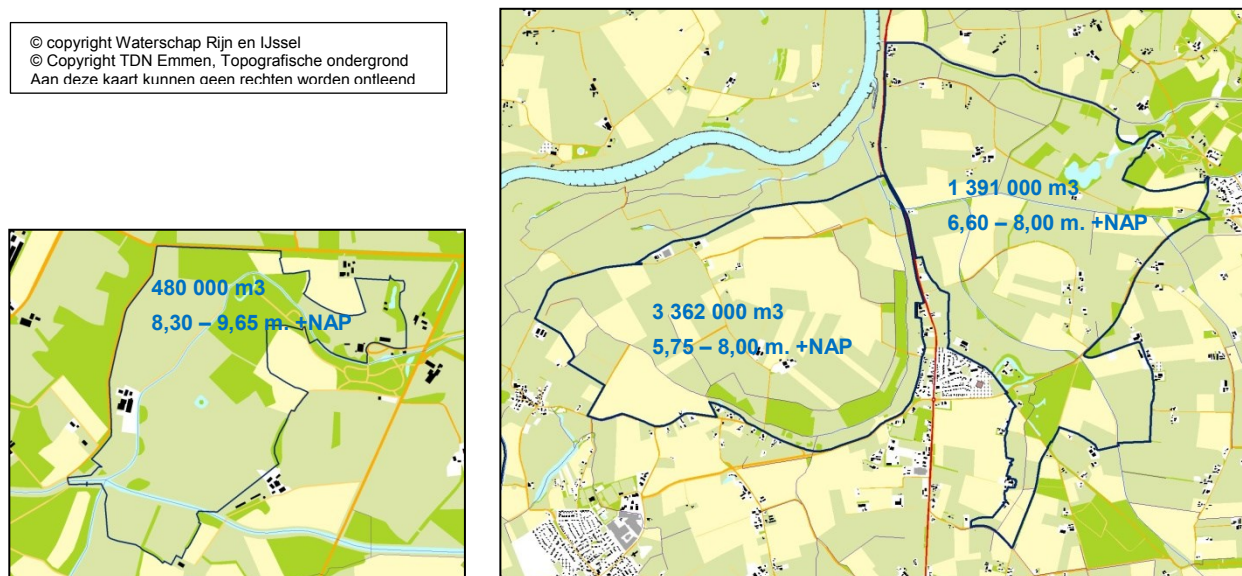 © copyright Waterschap Rijn en IJssel
© Copyright TDN Emmen, Topografische ondergrond
Aan deze kaart kunnen geen rechten worden ontleend
480 000 m3
8,30 – 9,65 m. +NAP
1 391 000 m3
6,60 – 8,00 m. +NAP
3 362 000 m3
5,75 – 8,00 m. +NAP